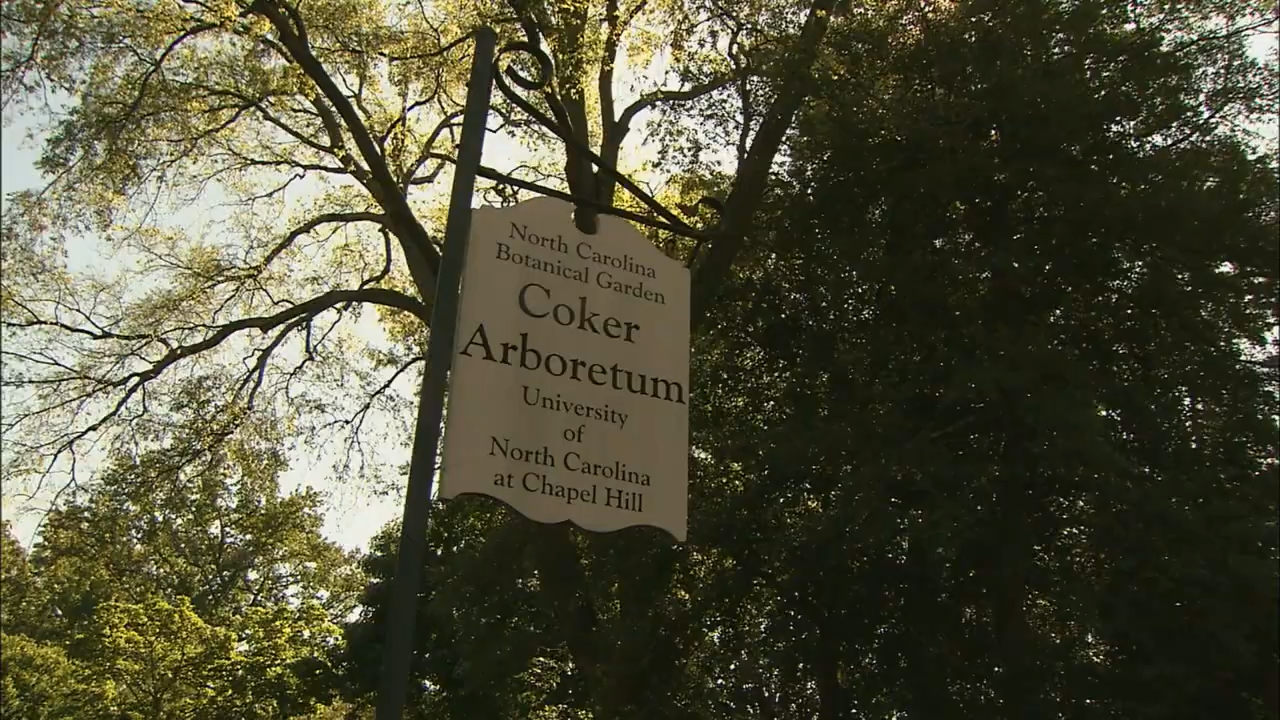 North Carolina
Botanical Garden
Coker
Arboretum
University
of
North Carolina
at Chapel Hill